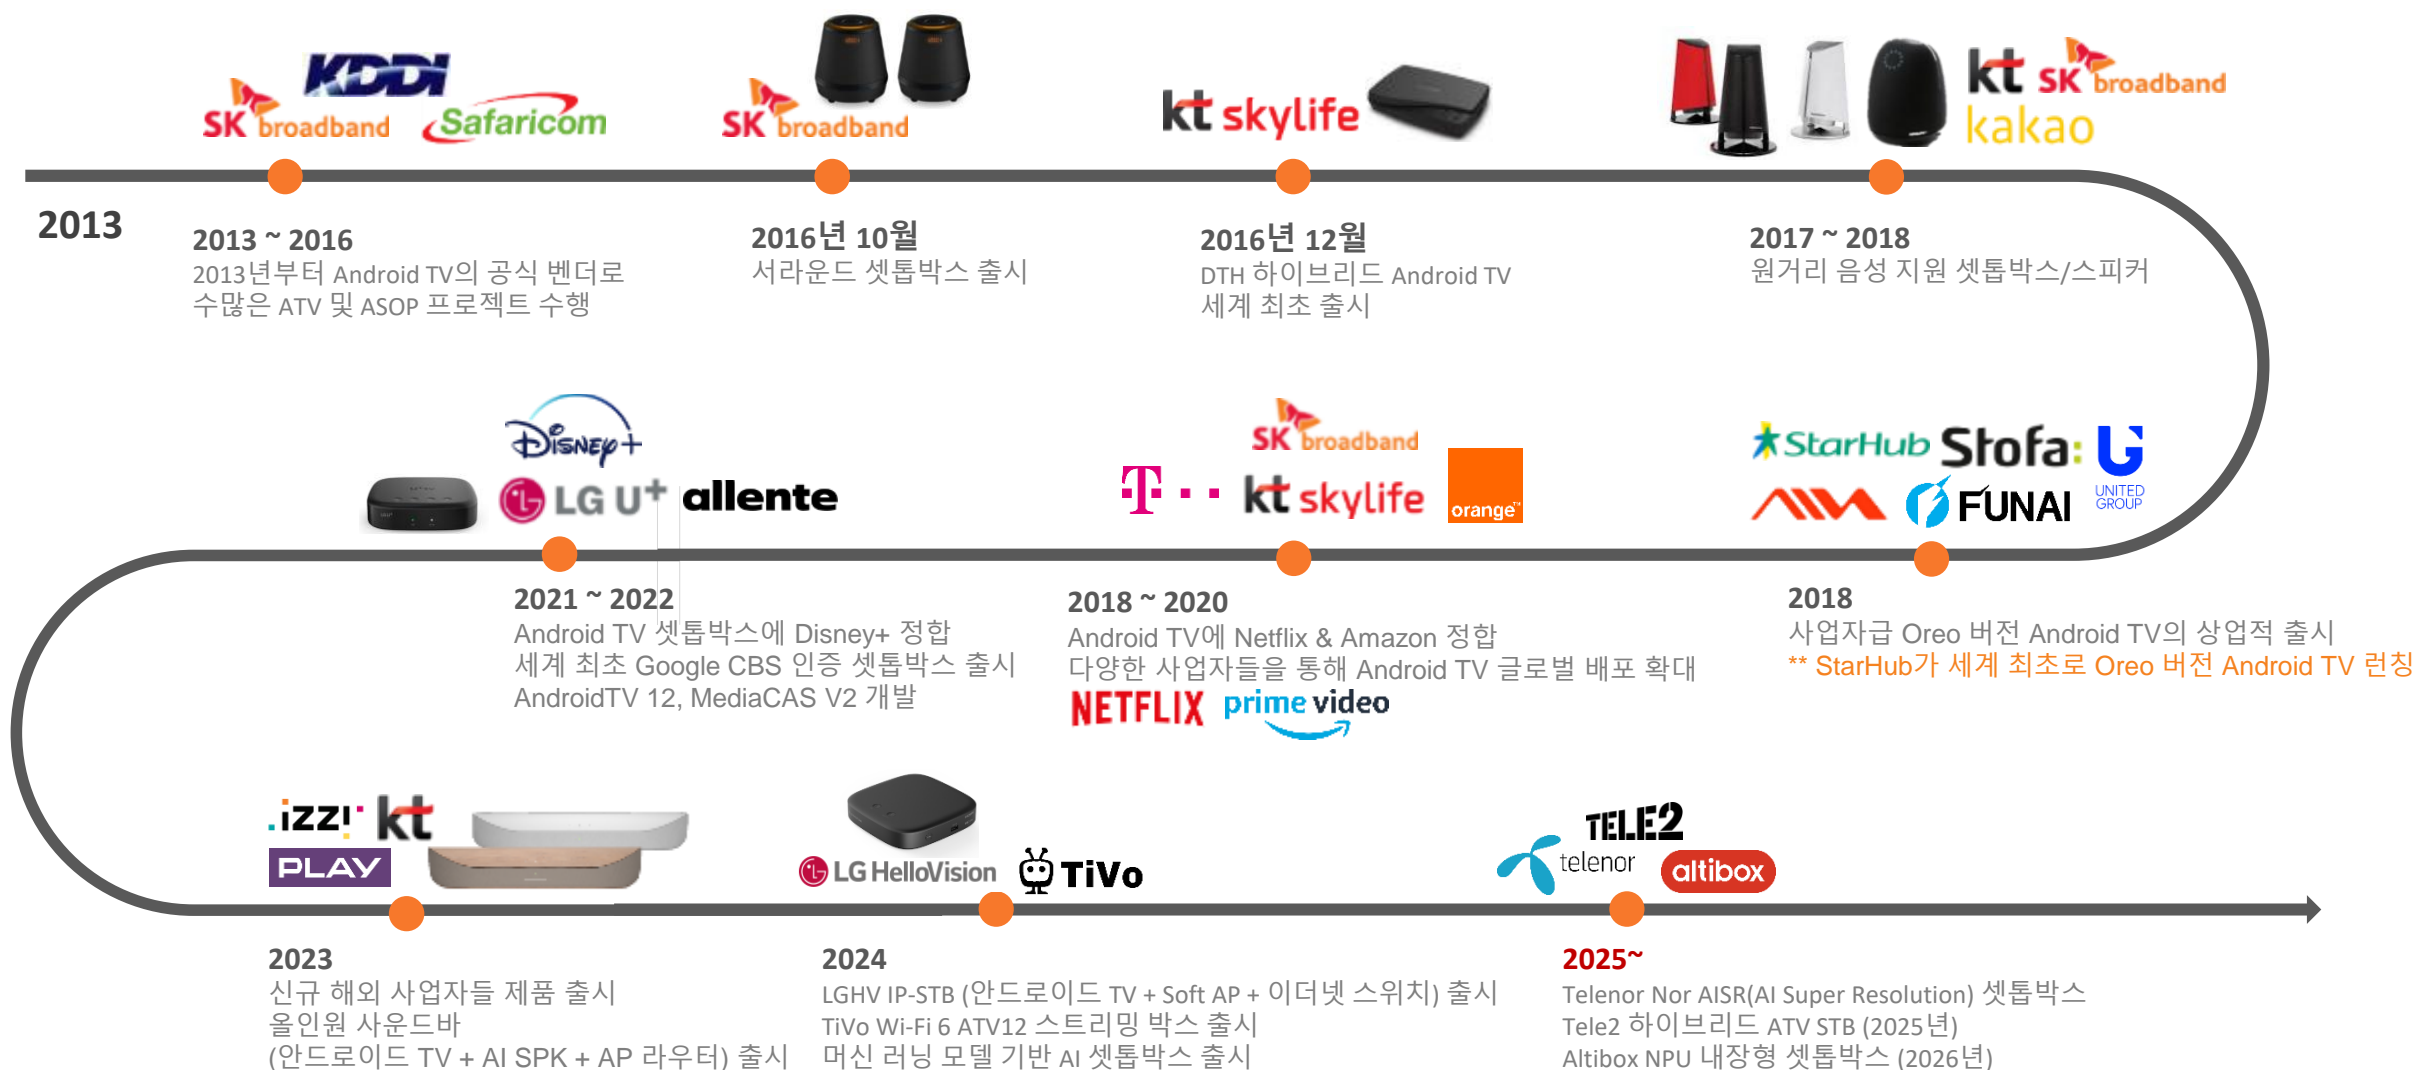 KDDI
SK broadband
Safaricom
SK broadband
kt skylife
kt SK broadband
kakao
2013
2013 ~ 2016
2013년부터 Android TV의 공식 벤더로
수많은 ATV 및 ASOP 프로젝트 수행
2016년 10월
서라운드 셋톱박스 출시
2016년 12월
DTH 하이브리드 Android TV
세계 최초 출시
2017 ~ 2018
원거리 음성 지원 셋톱박스/스피커
StarHub Stofa:
FUNAI
UNITED
GROUP
2018
사업자급 Oreo 버전 Android TV의 상업적 출시
** StarHub가 세계 최초로 Oreo 버전 Android TV 런칭
SK broadband
T · · kt skylife
orange™
2018 ~ 2020
Android TV에 Netflix & Amazon 정합
다양한 사업자들을 통해 Android TV 글로벌 배포 확대
NETFLIX prime video
Disney+
LG U+ allente
2021 ~ 2022
Android TV 셋톱박스에 Disney+ 정합
세계 최초 Google CBS 인증 셋톱박스 출시
AndroidTV 12, MediaCAS V2 개발
izzi kt
PLAY
2023
신규 해외 사업자들 제품 출시
올인원 사운드바
(안드로이드 TV + AI SPK + AP 라우터) 출시
LG HelloVision TiVo
2024
LGHV IP-STB (안드로이드 TV + Soft AP + 이더넷 스위치) 출시
TiVo Wi-Fi 6 ATV12 스트리밍 박스 출시
머신 러닝 모델 기반 AI 셋톱박스 출시
TELE2
telenor
altibox
2025~
Telenor Nor AISR(AI Super Resolution) 셋톱박스
Tele2 하이브리드 ATV STB (2025년)
Altibox NPU 내장형 셋톱박스 (2026년)